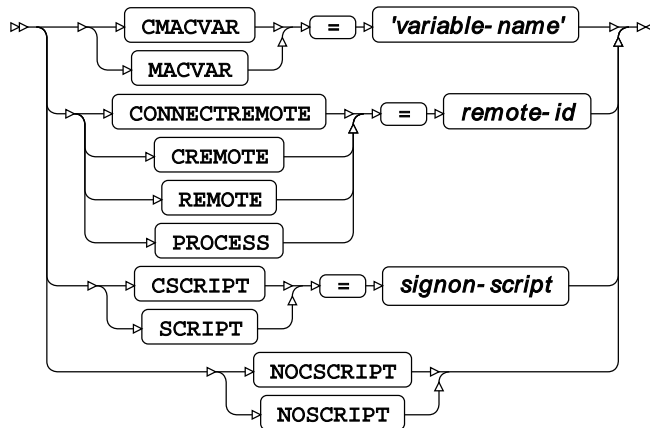 CMACVAR = 'variable-name'
MACVAR
CONNECTREMOTE = remote-id
CREMOTE
REMOTE
PROCESS
CSCRIPT = signon-script
SCRIPT
NOCSCRIPT
NOSCRIPT